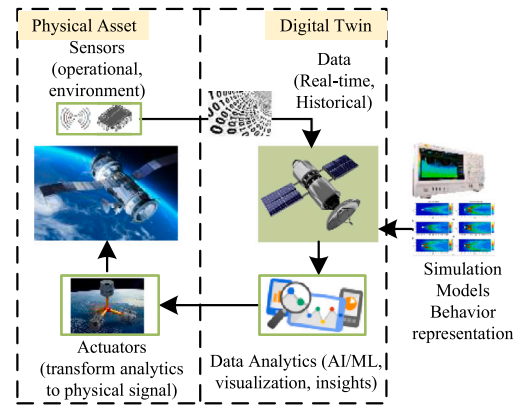 Physical Asset
Digital Twin
Sensors
(operational,
environment)
Data
(Real-time,
Historical)
Simulation
Models
Behavior
representation
Actuators
(transform analytics
to physical signal)
Data Analytics (AI/ML,
visualization, insights)